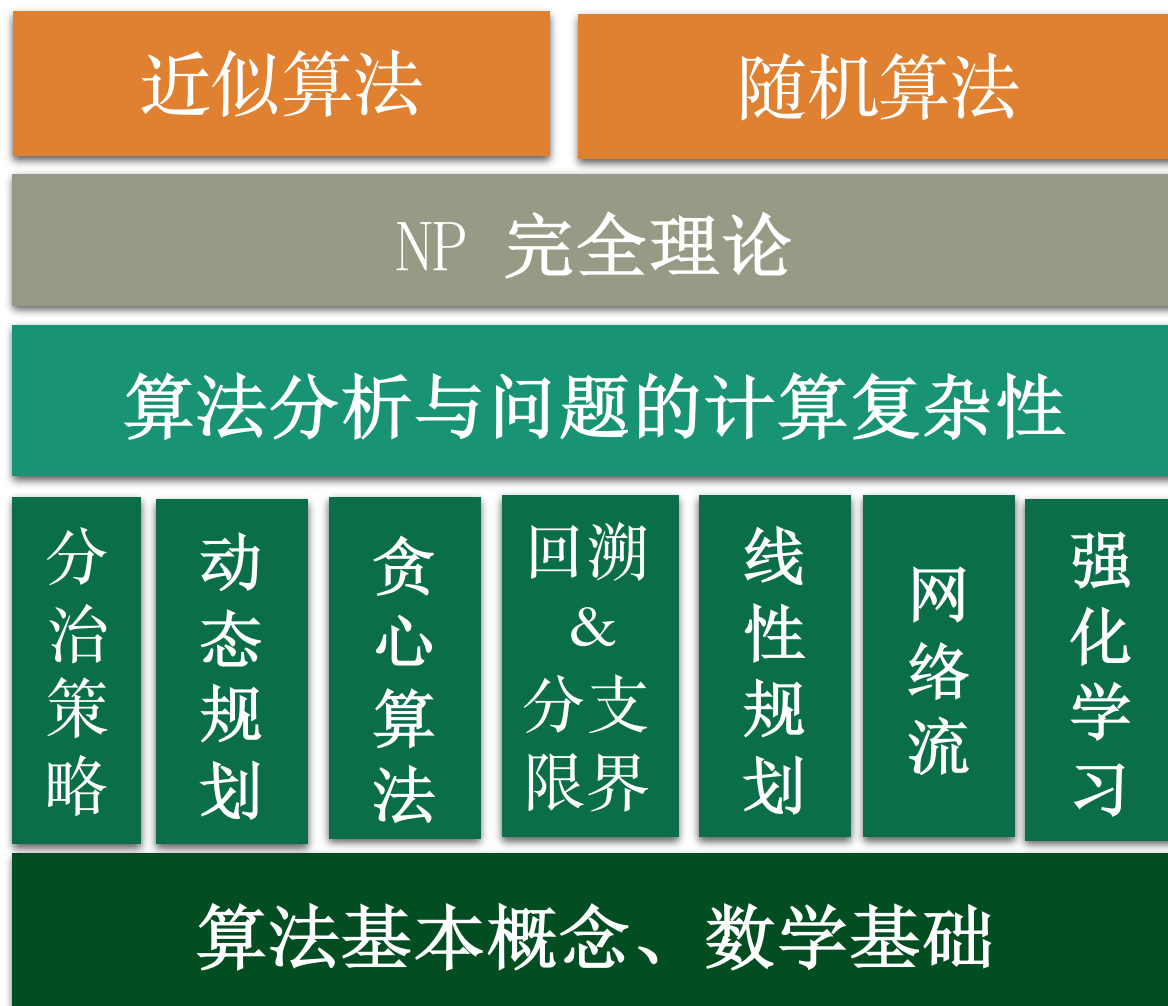 近似算法
随机算法
NP 完全理论
算法分析与问题的计算复杂性
分治策略
动态规划
贪心算法
回溯
&
分支
限界
线性规划
网络流
强化学习
算法基本概念、数学基础